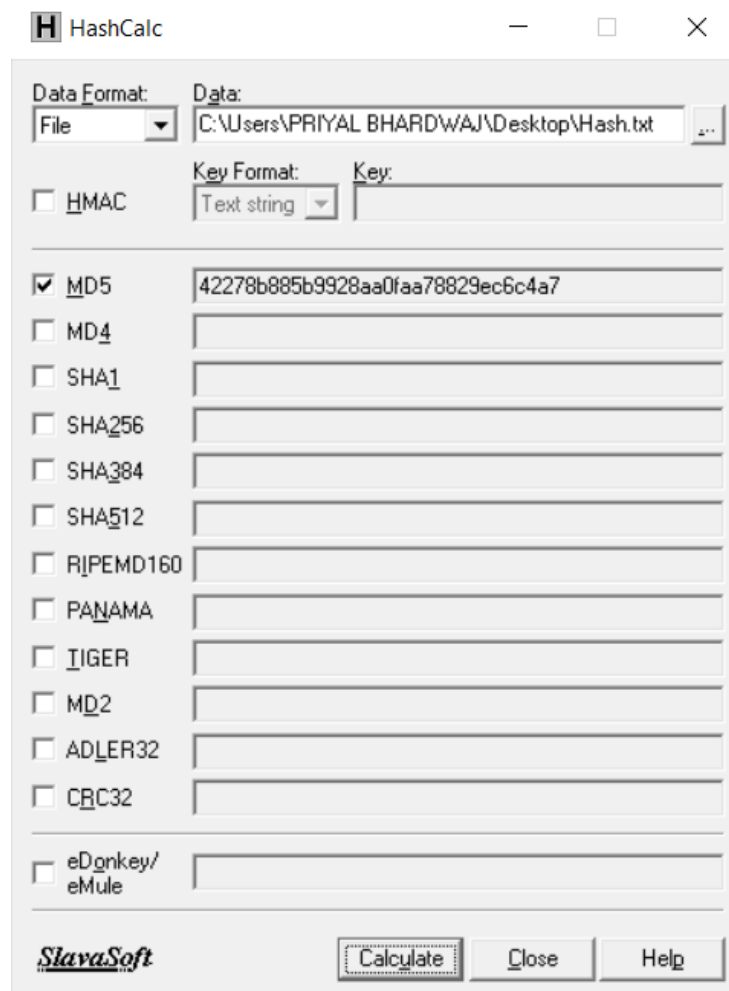 H HashCalc
Data Format: Data:
File C:\Users\PRIYAL BHARDWAJ\Desktop\Hash.txt ...
Key Format: Key:
HMAC Text string
MD5 42278b885b9928aa0faa78829ec6c4a7
MD4
SHA1
SHA256
SHA384
SHA512
RIPEMD160
PANAMA
TIGER
MD2
ADLER32
CRC32
eDonkey/
eMule
SlavaSoft Calculate Close Help